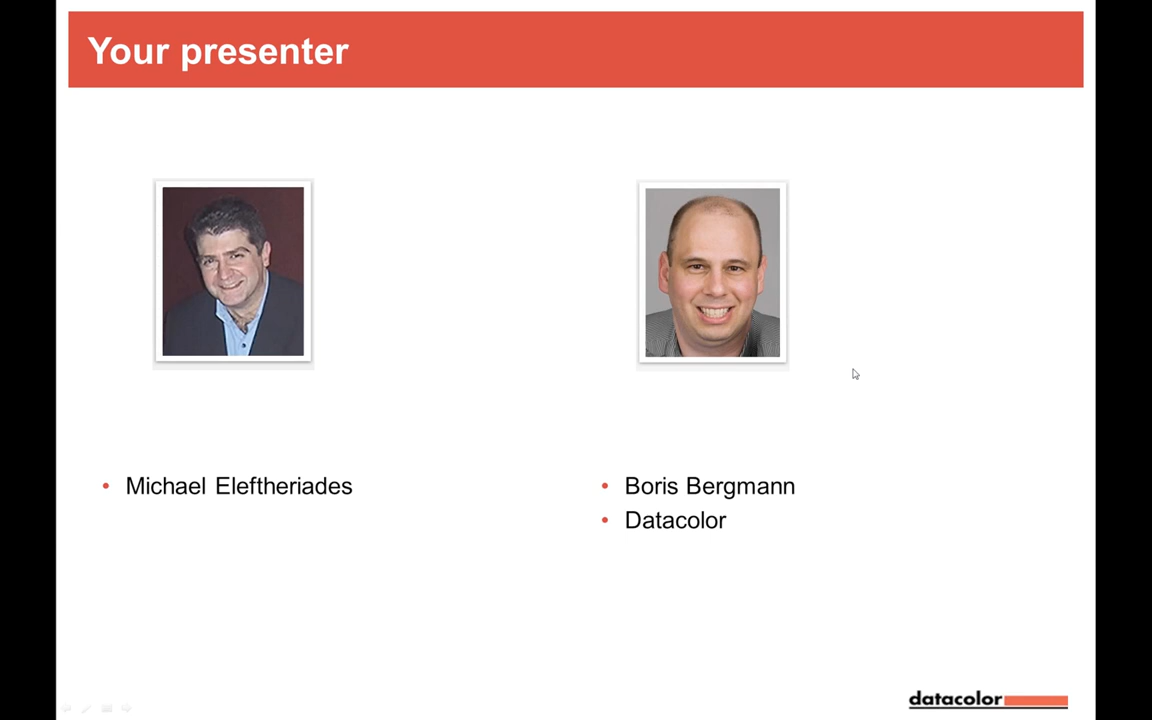 Your presenter
Michael Eleftheriades
Boris Bergmann
Datacolor
datacolor